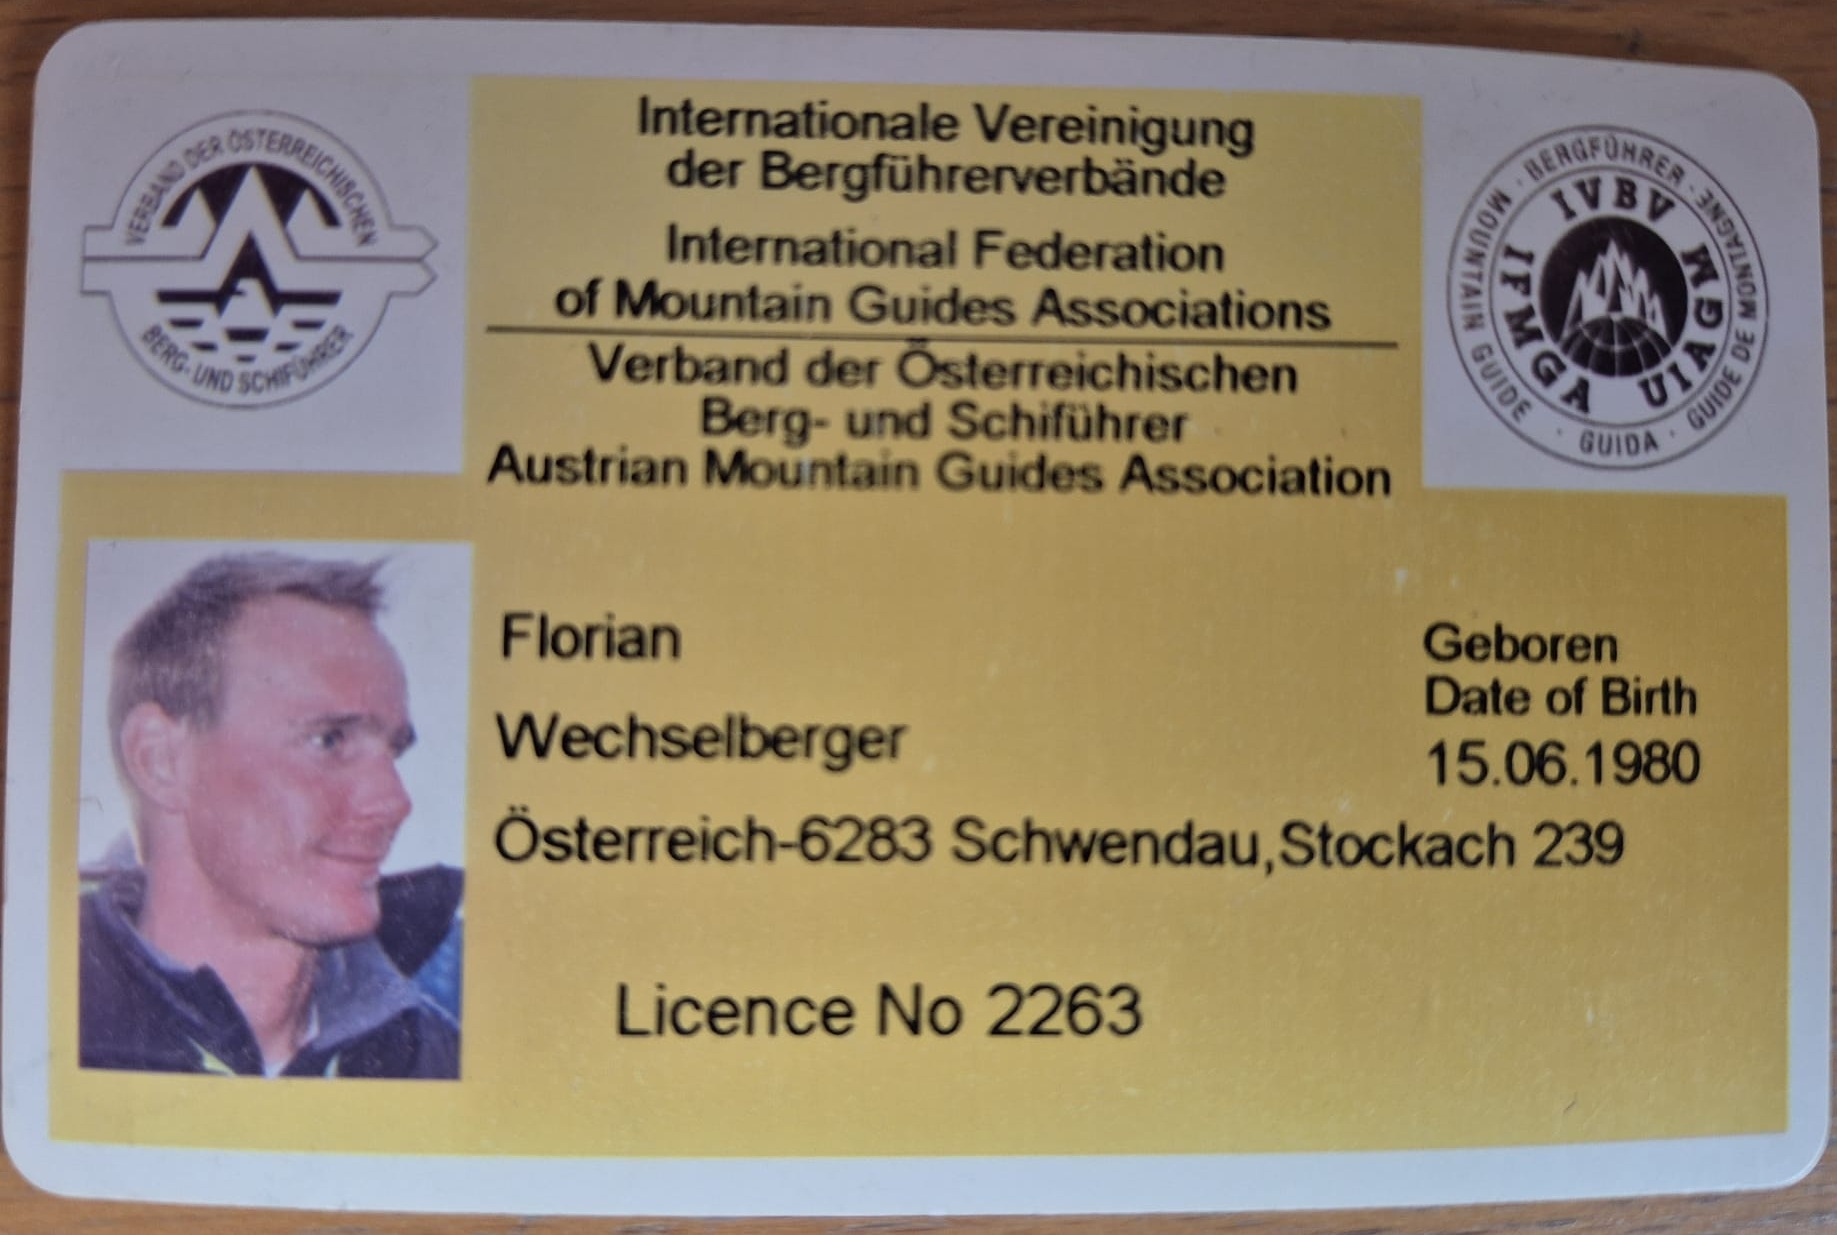 VERBAND DER ÖSTERREICHISCHEN
BERG- UND SCHIFÜHRER
Internationale Vereinigung
der Bergführerverbände
International Federation
of Mountain Guides Associations
Verband der Österreichischen
Berg- und Schiführer
Austrian Mountain Guides Association
· BERGFÜHRER · GUIDE DE MONTAGNE · GUIDA · MOUNTAIN GUIDE
IVBV UIAGM IFMGA
Florian
Wechselberger
Österreich-6283 Schwendau,Stockach 239
Geboren
Date of Birth
15.06.1980
Licence No 2263